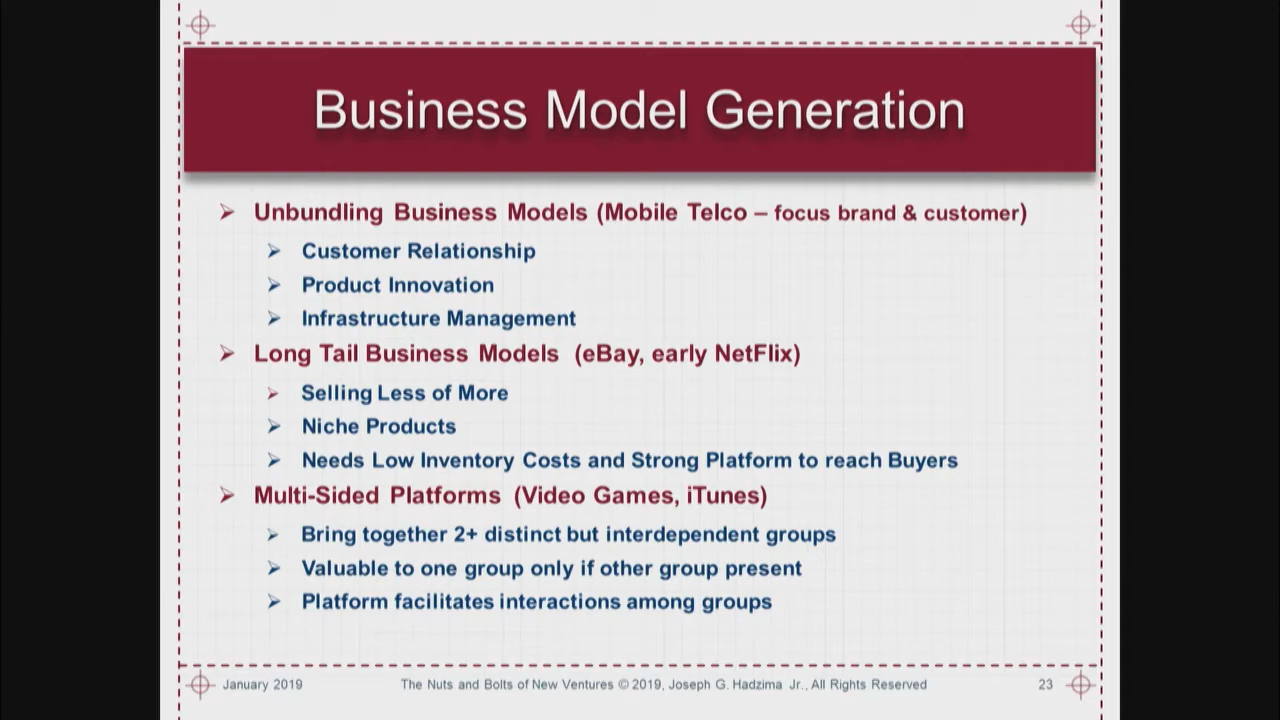 Business Model Generation
Unbundling Business Models (Mobile Telco – focus brand & customer)
Customer Relationship
Product Innovation
Infrastructure Management
Long Tail Business Models (eBay, early NetFlix)
Selling Less of More
Niche Products
Needs Low Inventory Costs and Strong Platform to reach Buyers
Multi-Sided Platforms (Video Games, iTunes)
Bring together 2+ distinct but interdependent groups
Valuable to one group only if other group present
Platform facilitates interactions among groups
January 2019 The Nuts and Bolts of New Ventures © 2019, Joseph G. Hadzima Jr., All Rights Reserved 23